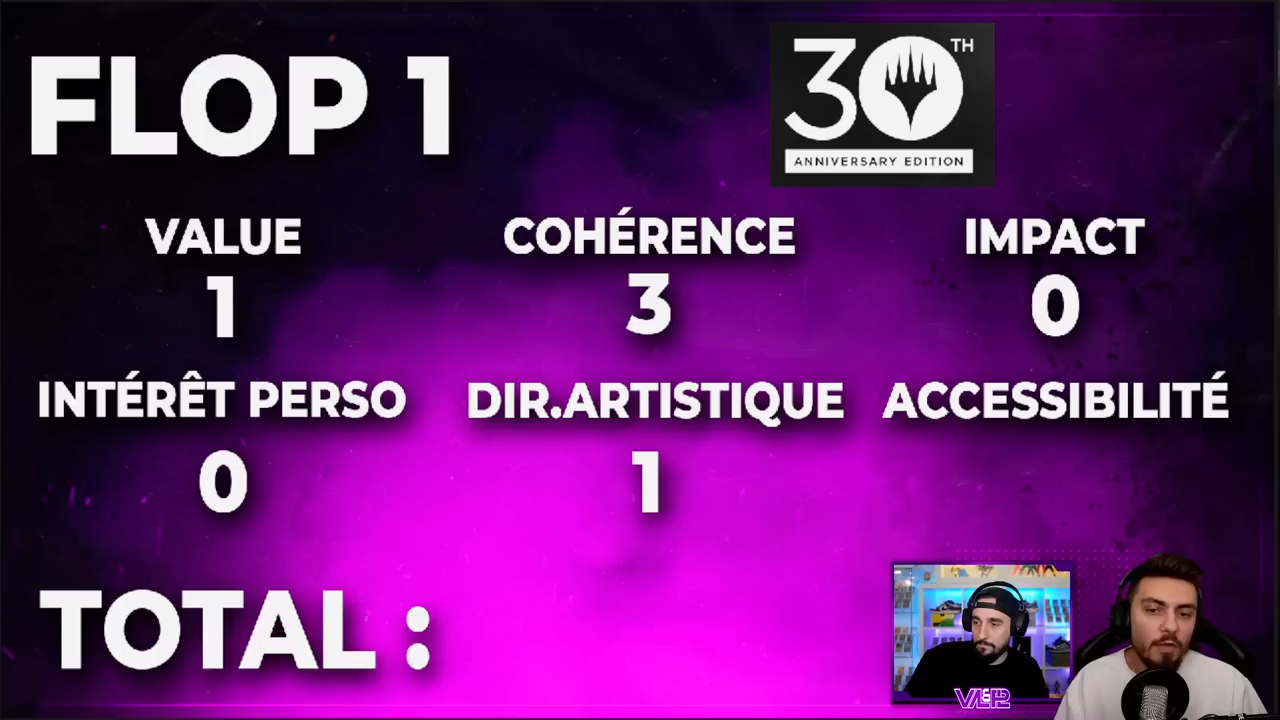 FLOP 1
30TH
ANNIVERSARY EDITION
VALUE
COHÉRENCE
IMPACT
1
3
0
INTÉRÊT PERSO
DIR.ARTISTIQUE
ACCESSIBILITÉ
0
1
TOTAL :